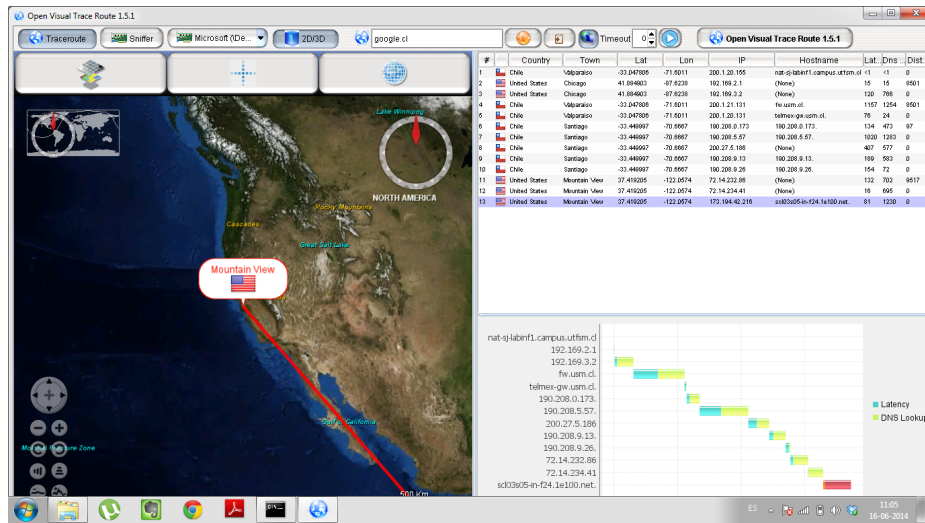 Open Visual Trace Route 1.5.1
Traceroute
Sniffer
Microsoft (\De...
2D/3D
google.cl
Timeout 0
Open Visual Trace Route 1.5.1
# Country Town Lat Lon IP Hostname Lat... Dns ... Dist...
1 Chile Valparaiso -33.047806 -71.6011 200.1.20.155 nat-sj-labinf1.campus.utfsm.cl <1 <1 0
2 United States Chicago 41.884903 -87.6238 192.169.2.1 (None) 15 15 8501
3 United States Chicago 41.884903 -87.6238 192.169.3.2 (None) 120 766 0
4 Chile Valparaiso -33.047806 -71.6011 200.1.21.131 fw.usm.cl. 1157 1254 8501
5 Chile Valparaiso -33.047806 -71.6011 200.1.20.131 telmex-gw.usm.cl. 76 24 0
6 Chile Santiago -33.449997 -70.6667 190.208.0.173 190.208.0.173. 134 473 97
7 Chile Santiago -33.449997 -70.6667 190.208.5.57 190.208.5.57. 1020 1283 0
8 Chile Santiago -33.449997 -70.6667 200.27.5.186 (None) 407 577 0
9 Chile Santiago -33.449997 -70.6667 190.208.9.13 190.208.9.13. 189 583 0
10 Chile Santiago -33.449997 -70.6667 190.208.9.26 190.208.9.26. 154 72 0
11 United States Mountain View 37.419205 -122.0574 72.14.232.86 (None) 132 702 9517
12 United States Mountain View 37.419205 -122.0574 72.14.234.41 (None) 16 695 0
13 United States Mountain View 37.419205 -122.0574 173.194.42.216 scl03s05-in-f24.1e100.net. 81 1230 0
Lake Winnipeg
NORTH AMERICA
Rocky Mountains
Cascades
Great Salt Lake
Mountain View
Gulf of California
Fracture Zone
500 Km
nat-sj-labinf1.campus.utfsm.cl
192.169.2.1
192.169.3.2
fw.usm.cl.
telmex-gw.usm.cl.
190.208.0.173.
190.208.5.57.
200.27.5.186
190.208.9.13.
190.208.9.26.
72.14.232.86
72.14.234.41
scl03s05-in-f24.1e100.net.
Latency
DNS Lookup
ES
11:05
16-06-2014